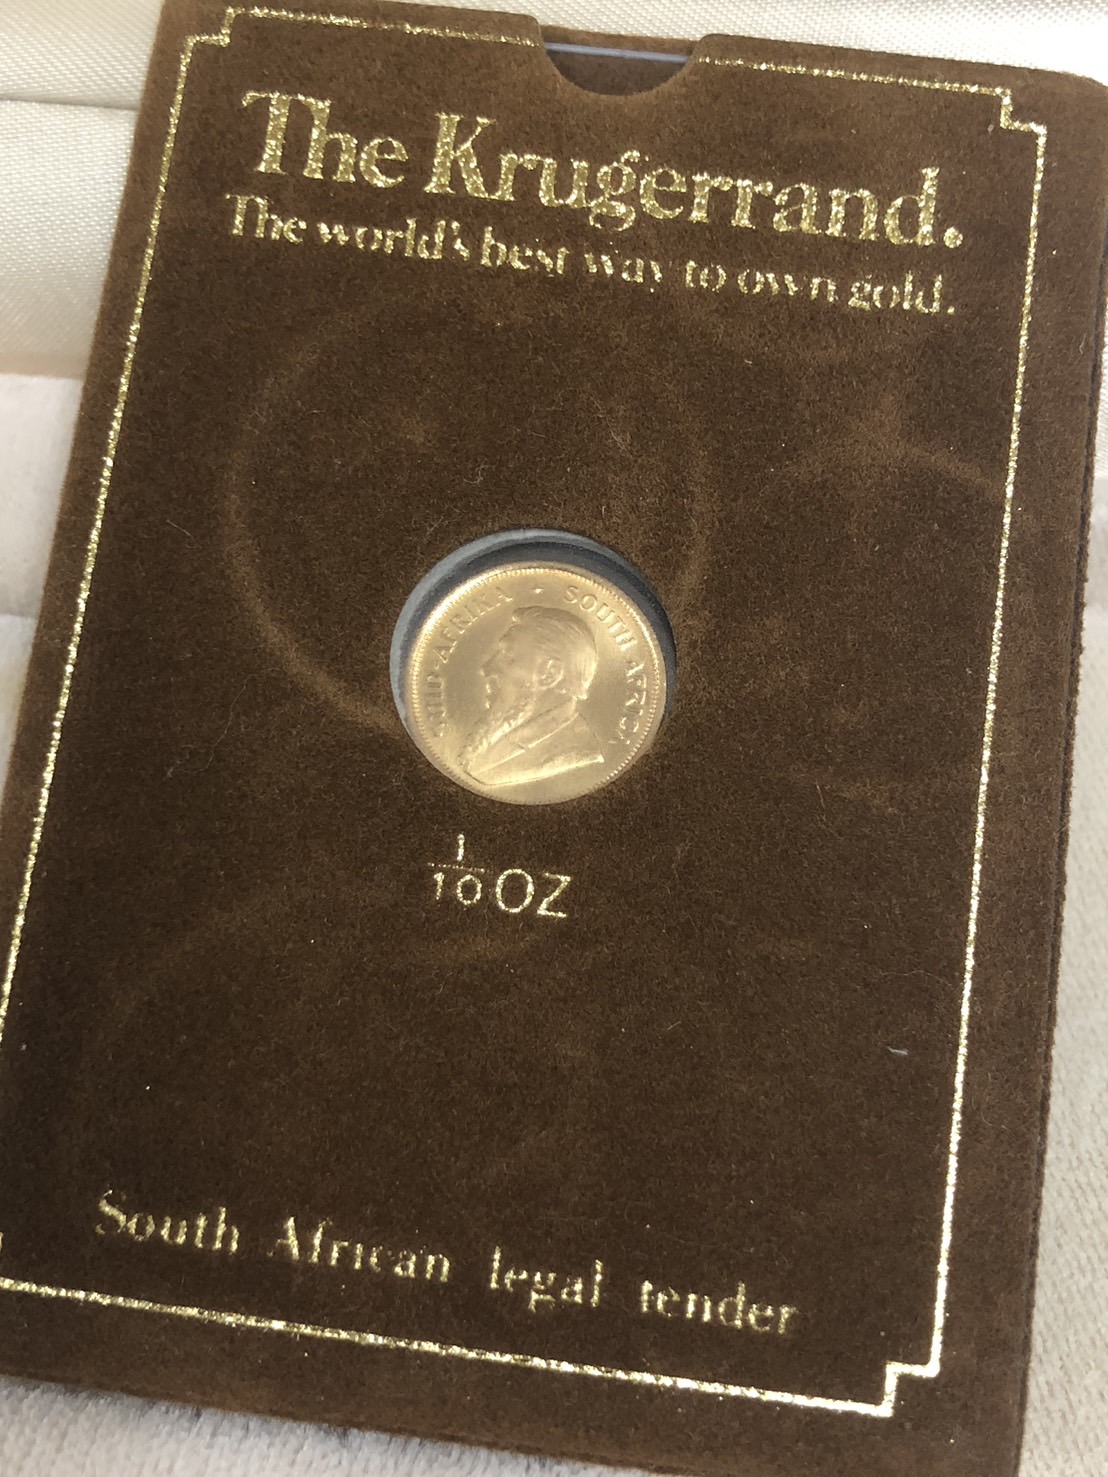 The Krugerrand.
The world's best way to own gold.
SUID-AFRIKA · SOUTH AFRICA
1/10 OZ
South African legal tender